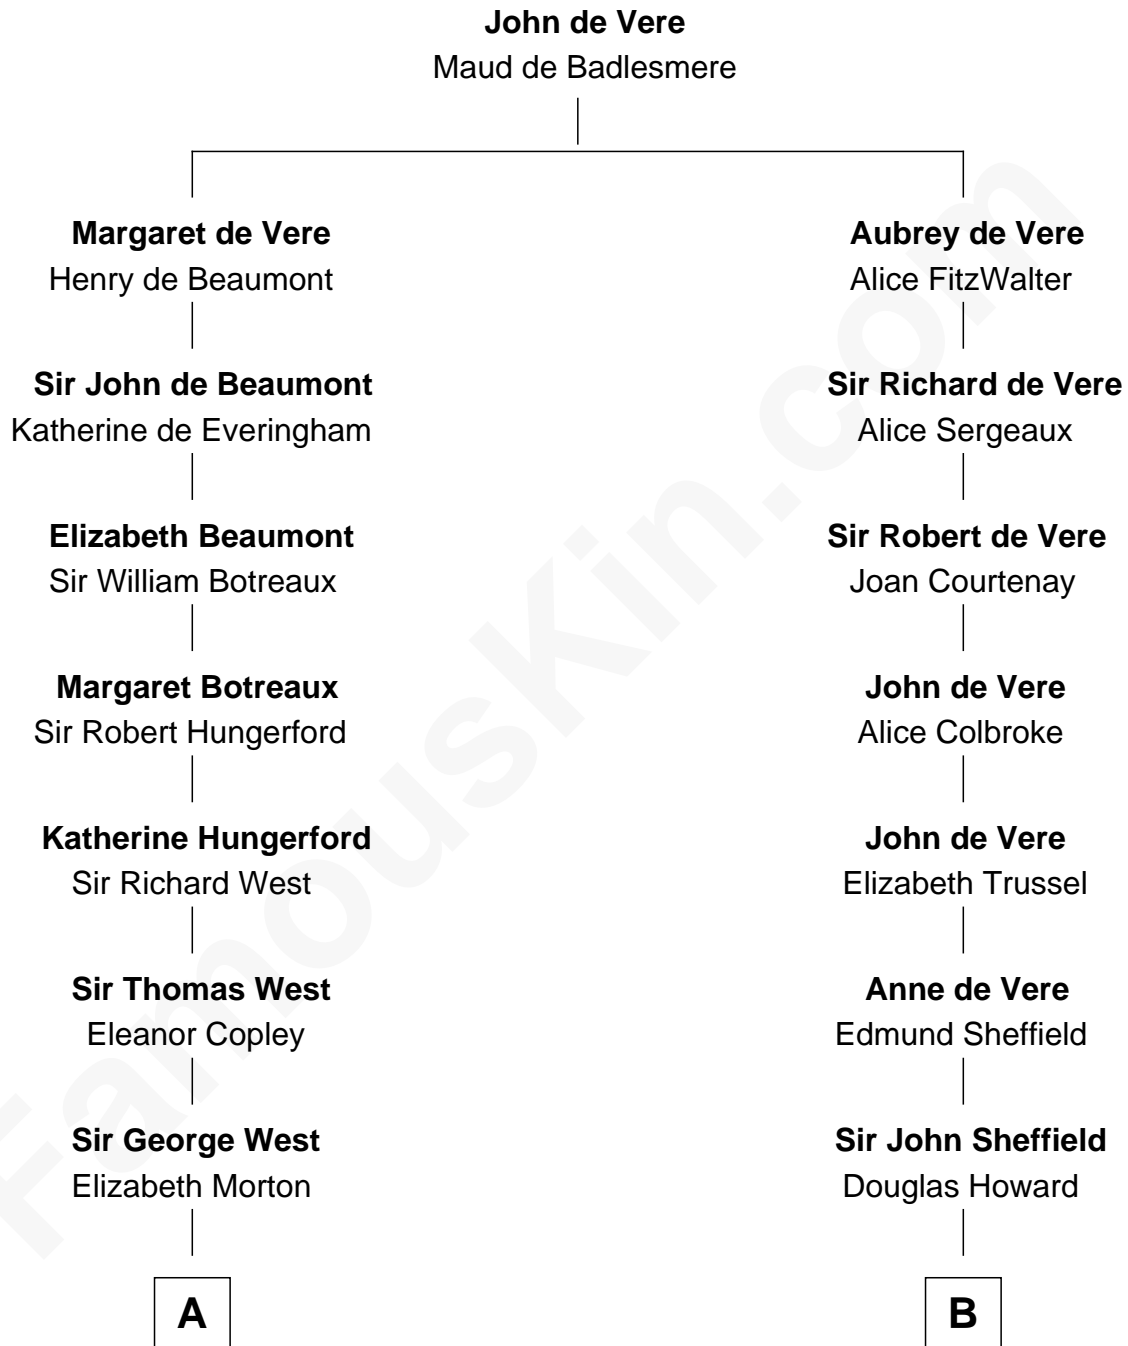 John de Vere
Maud de Badlesmere
Margaret de Vere
Henry de Beaumont
Aubrey de Vere
Alice FitzWalter
Sir John de Beaumont
Katherine de Everingham
Sir Richard de Vere
Alice Sergeaux
Elizabeth Beaumont
Sir William Botreaux
Sir Robert de Vere
Joan Courtenay
Margaret Botreaux
Sir Robert Hungerford
John de Vere
Alice Colbroke
Katherine Hungerford
Sir Richard West
John de Vere
Elizabeth Trussel
Sir Thomas West
Eleanor Copley
Anne de Vere
Edmund Sheffield
Sir George West
Elizabeth Morton
Sir John Sheffield
Douglas Howard
A
B
FamousKin.com